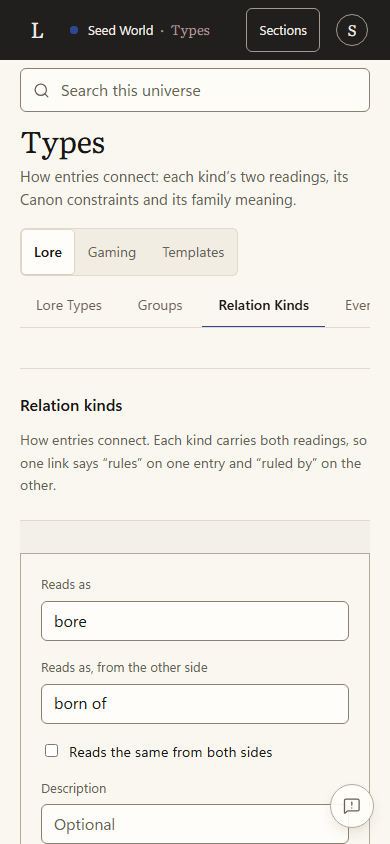 L
Seed World · Types
Sections
S
Search this universe
Types
How entries connect: each kind’s two readings, its
Canon constraints and its family meaning.
Lore
Gaming
Templates
Lore Types
Groups
Relation Kinds
Ever
Relation kinds
How entries connect. Each kind carries both readings, so
one link says “rules” on one entry and “ruled by” on the
other.
Reads as
bore
Reads as, from the other side
born of
Reads the same from both sides
Description
Optional